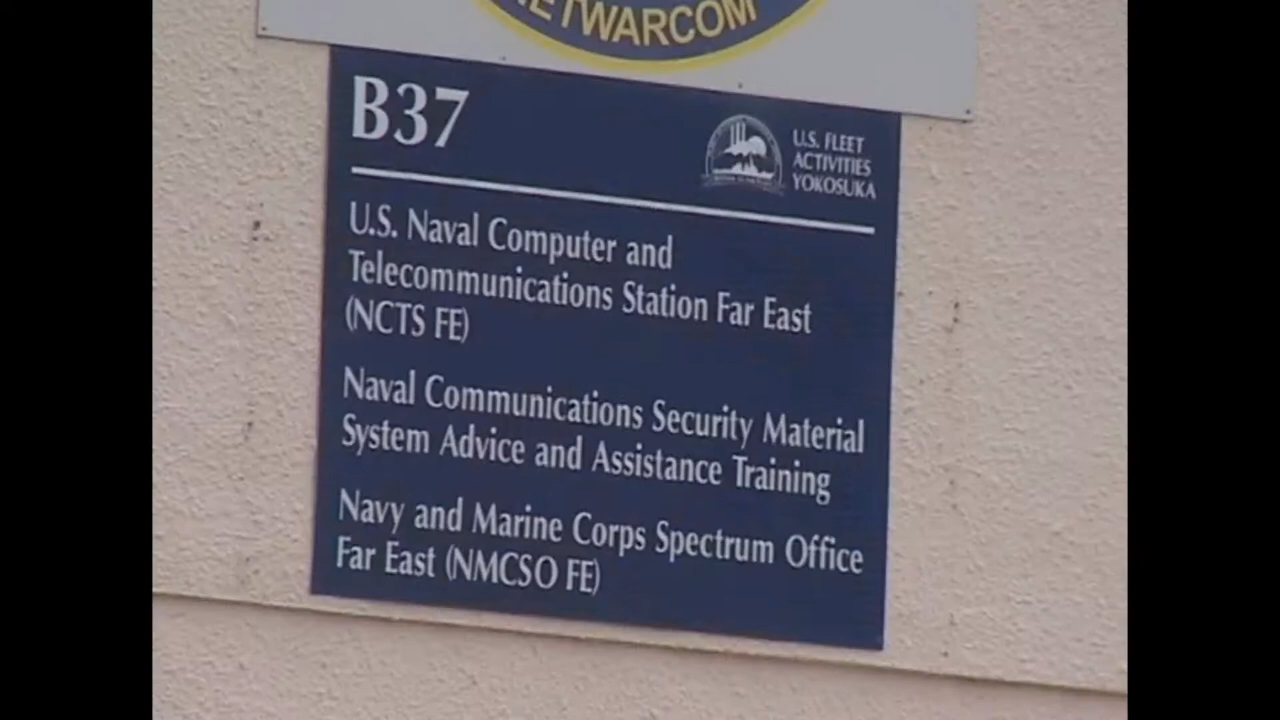 NETWARCOM
B37
U.S. FLEET
ACTIVITIES
YOKOSUKA
U.S. Naval Computer and
Telecommunications Station Far East
(NCTS FE)
Naval Communications Security Material
System Advice and Assistance Training
Navy and Marine Corps Spectrum Office
Far East (NMCSO FE)